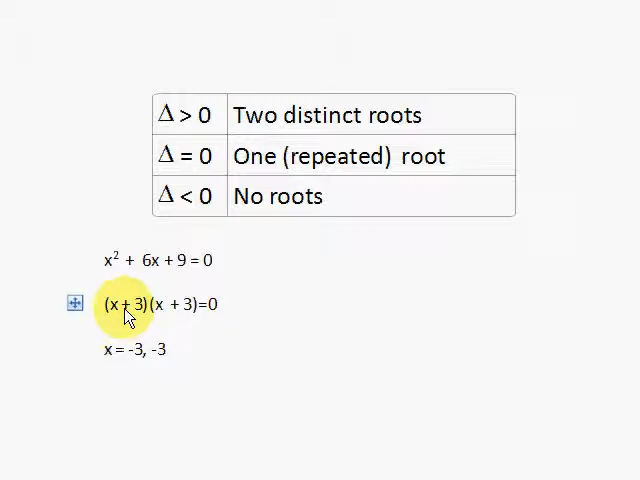 Δ > 0 Two distinct roots
Δ = 0 One (repeated) root
Δ < 0 No roots
x² + 6x + 9 = 0
(x + 3)(x + 3)=0
x = -3, -3